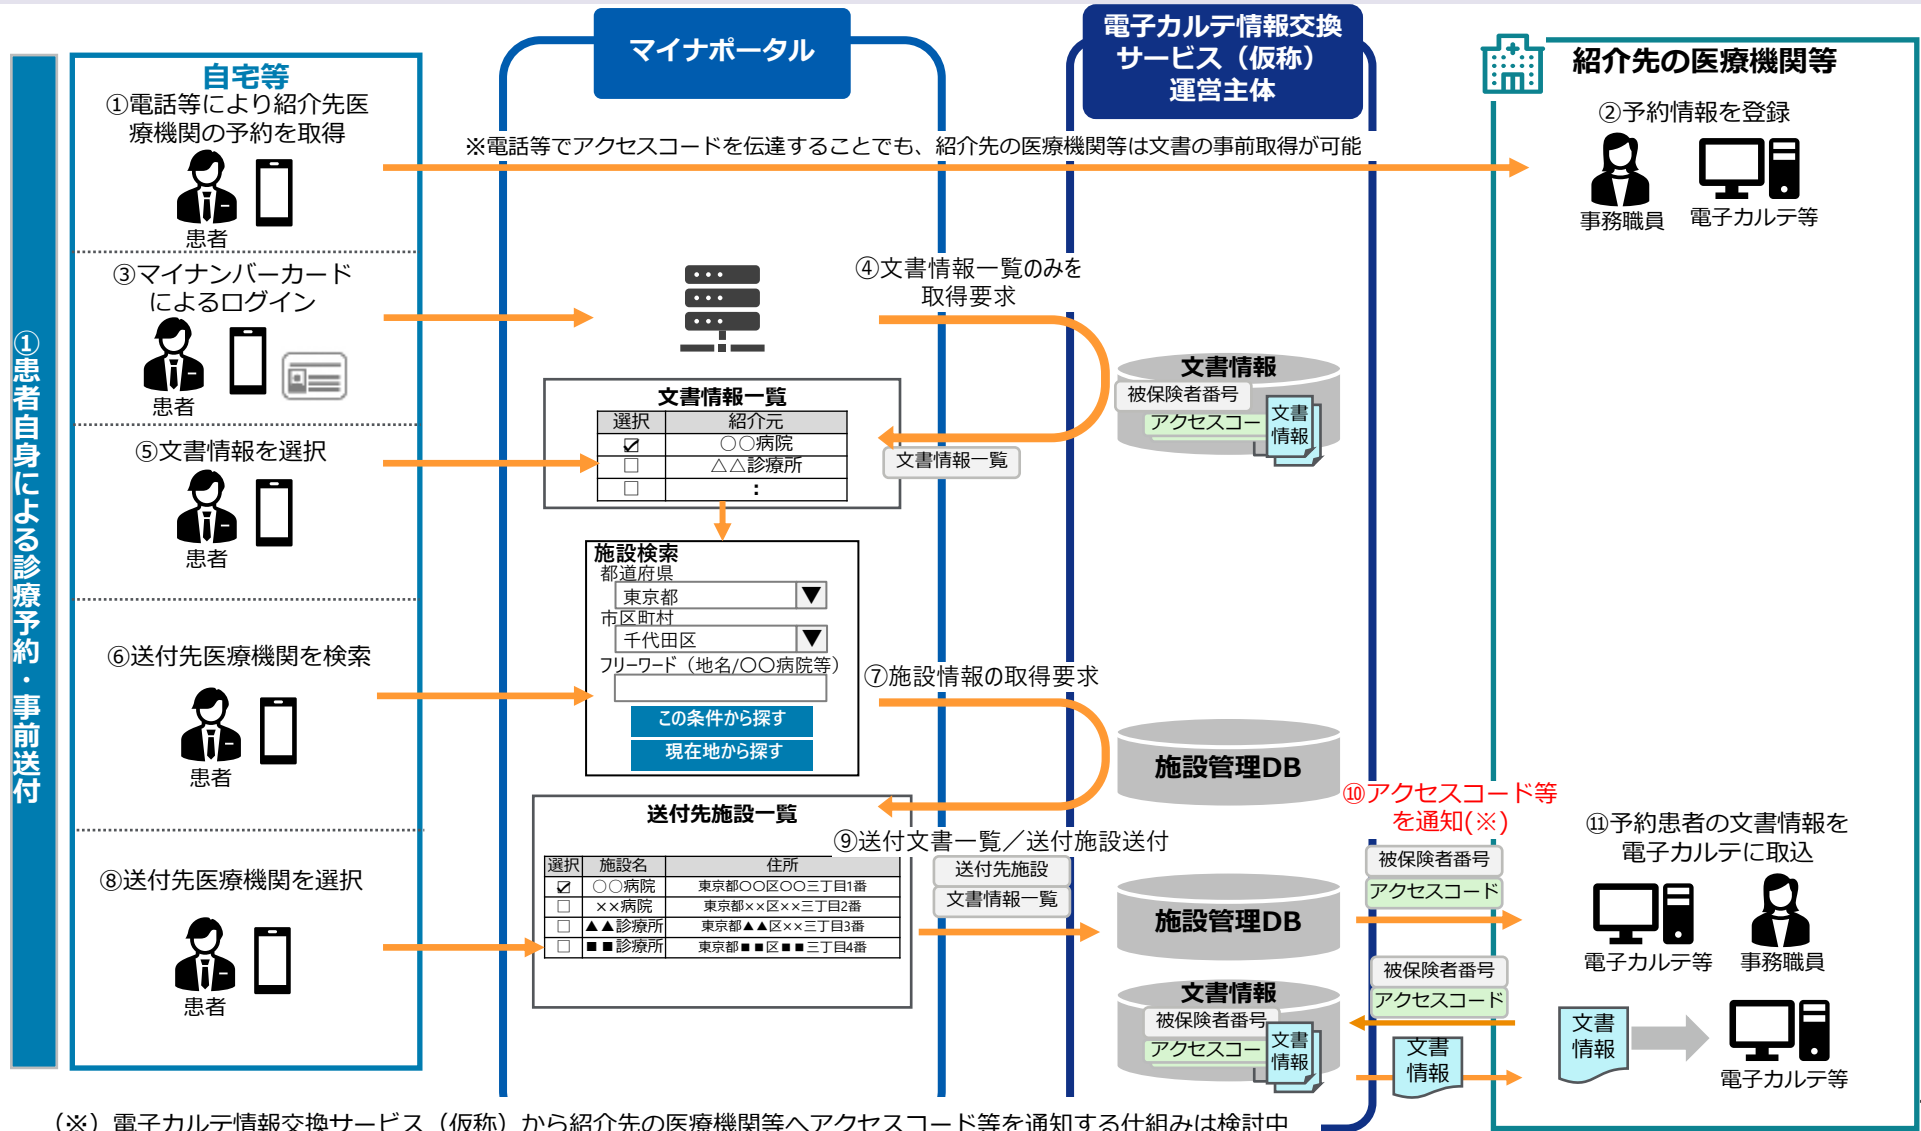 マイナポータル
電子カルテ情報交換
サービス（仮称）
運営主体
紹介先の医療機関等
①患者自身による診療予約・事前送付
自宅等
①電話等により紹介先医
療機関の予約を取得
患者
※電話等でアクセスコードを伝達することでも、紹介先の医療機関等は文書の事前取得が可能
②予約情報を登録
事務職員
電子カルテ等
③マイナンバーカード
によるログイン
患者
④文書情報一覧のみを
取得要求
文書情報
被保険者番号
アクセスコー
文書
情報
文書情報一覧
選択 紹介元
☑ 〇〇病院
□ △△診療所
□ ：
文書情報一覧
⑤文書情報を選択
患者
施設検索
都道府県
東京都 ▼
市区町村
千代田区 ▼
フリーワード（地名/〇〇病院等）
この条件から探す
現在地から探す
⑥送付先医療機関を検索
患者
⑦施設情報の取得要求
施設管理DB
送付先施設一覧
選択 施設名 住所
☑ 〇〇病院 東京都〇〇区〇〇三丁目1番
□ ××病院 東京都××区××三丁目2番
□ ▲▲診療所 東京都▲▲区××三丁目3番
□ ■■診療所 東京都■■区■■三丁目4番
⑧送付先医療機関を選択
患者
⑨送付文書一覧／送付施設送付
送付先施設
文書情報一覧
施設管理DB
⑩アクセスコード等
を通知(※)
被保険者番号
アクセスコード
⑪予約患者の文書情報を
電子カルテに取込
電子カルテ等
事務職員
文書情報
被保険者番号
アクセスコー
文書
情報
被保険者番号
アクセスコード
文書
情報
文書
情報
電子カルテ等
（※）電子カルテ情報交換サービス（仮称）から紹介先の医療機関等へアクセスコード等を通知する仕組みは検討中